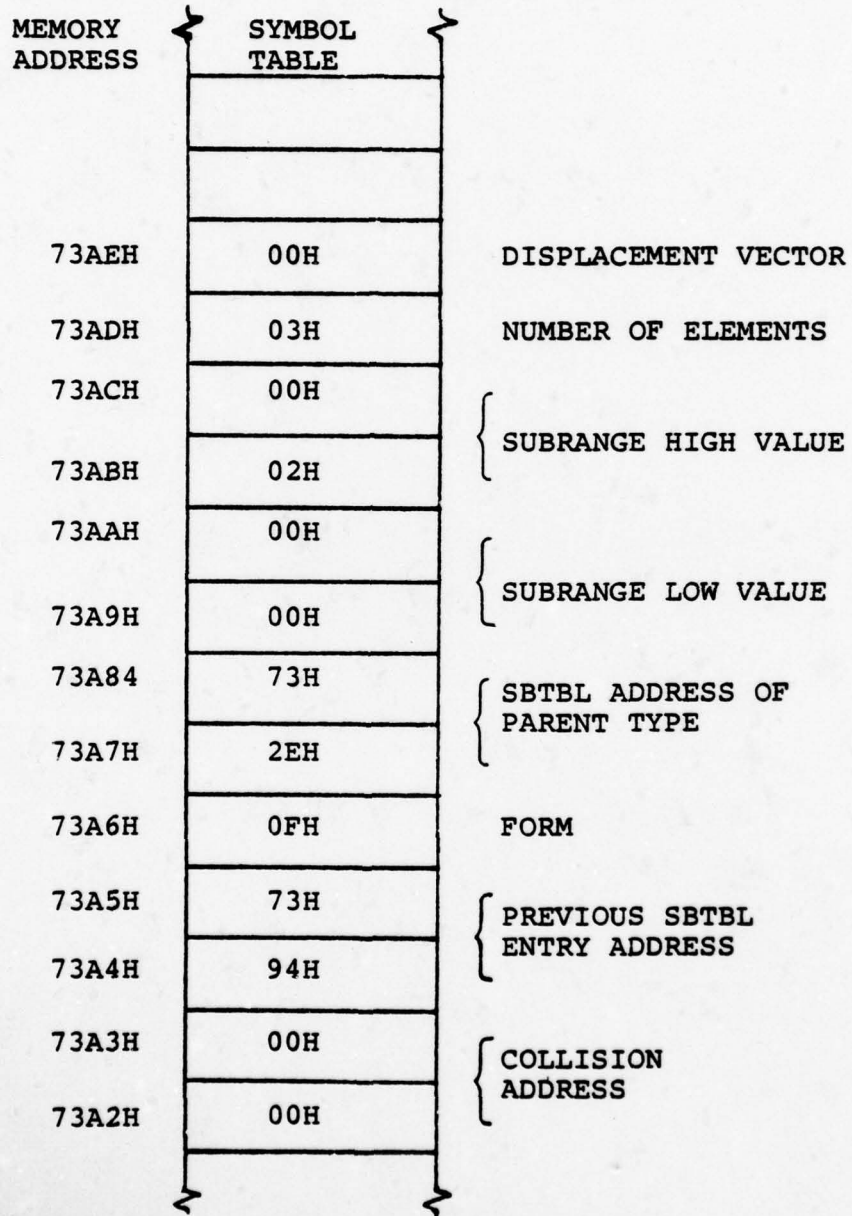 MEMORY ADDRESS
SYMBOL TABLE
73AEH 00H DISPLACEMENT VECTOR
73ADH 03H NUMBER OF ELEMENTS
73ACH 00H
SUBRANGE HIGH VALUE
73ABH 02H
73AAH 00H
SUBRANGE LOW VALUE
73A9H 00H
73A84 73H
SBTBL ADDRESS OF
PARENT TYPE
73A7H 2EH
73A6H 0FH FORM
73A5H 73H
PREVIOUS SBTBL
ENTRY ADDRESS
73A4H 94H
73A3H 00H
COLLISION
ADDRESS
73A2H 00H